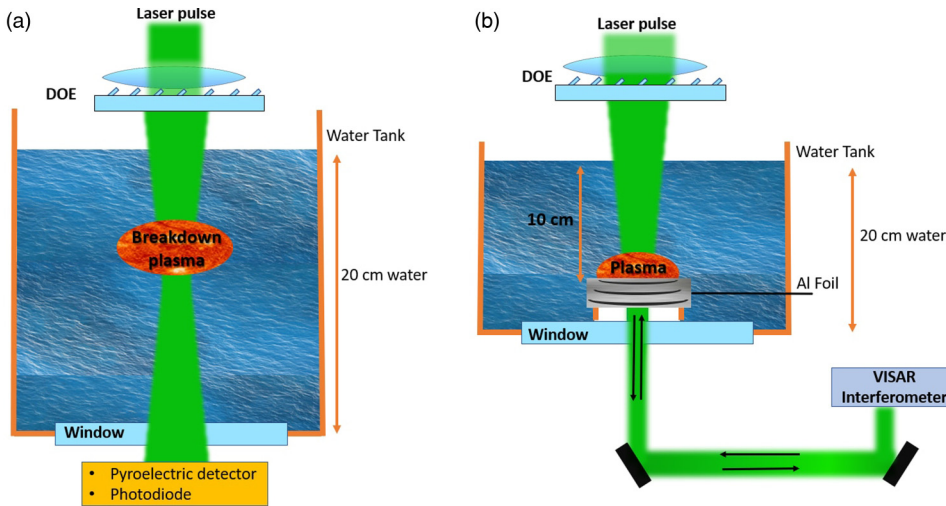 (a)
Laser pulse
DOE
Water Tank
Breakdown
plasma
20 cm water
Window
• Pyroelectric detector
• Photodiode
(b)
Laser pulse
DOE
Water Tank
10 cm
20 cm water
Plasma
Al Foil
Window
VISAR
Interferometer